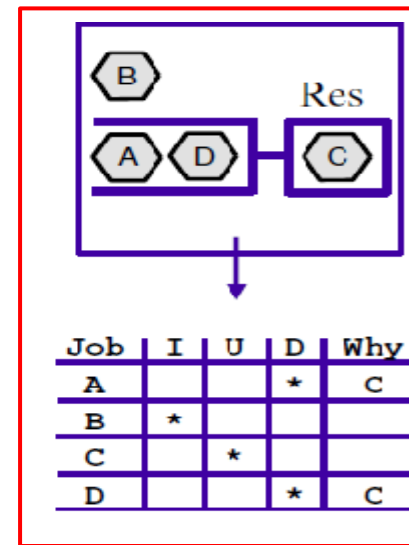 B
Res
A D C
Job I U D Why
A * C
B *
C *
D * C